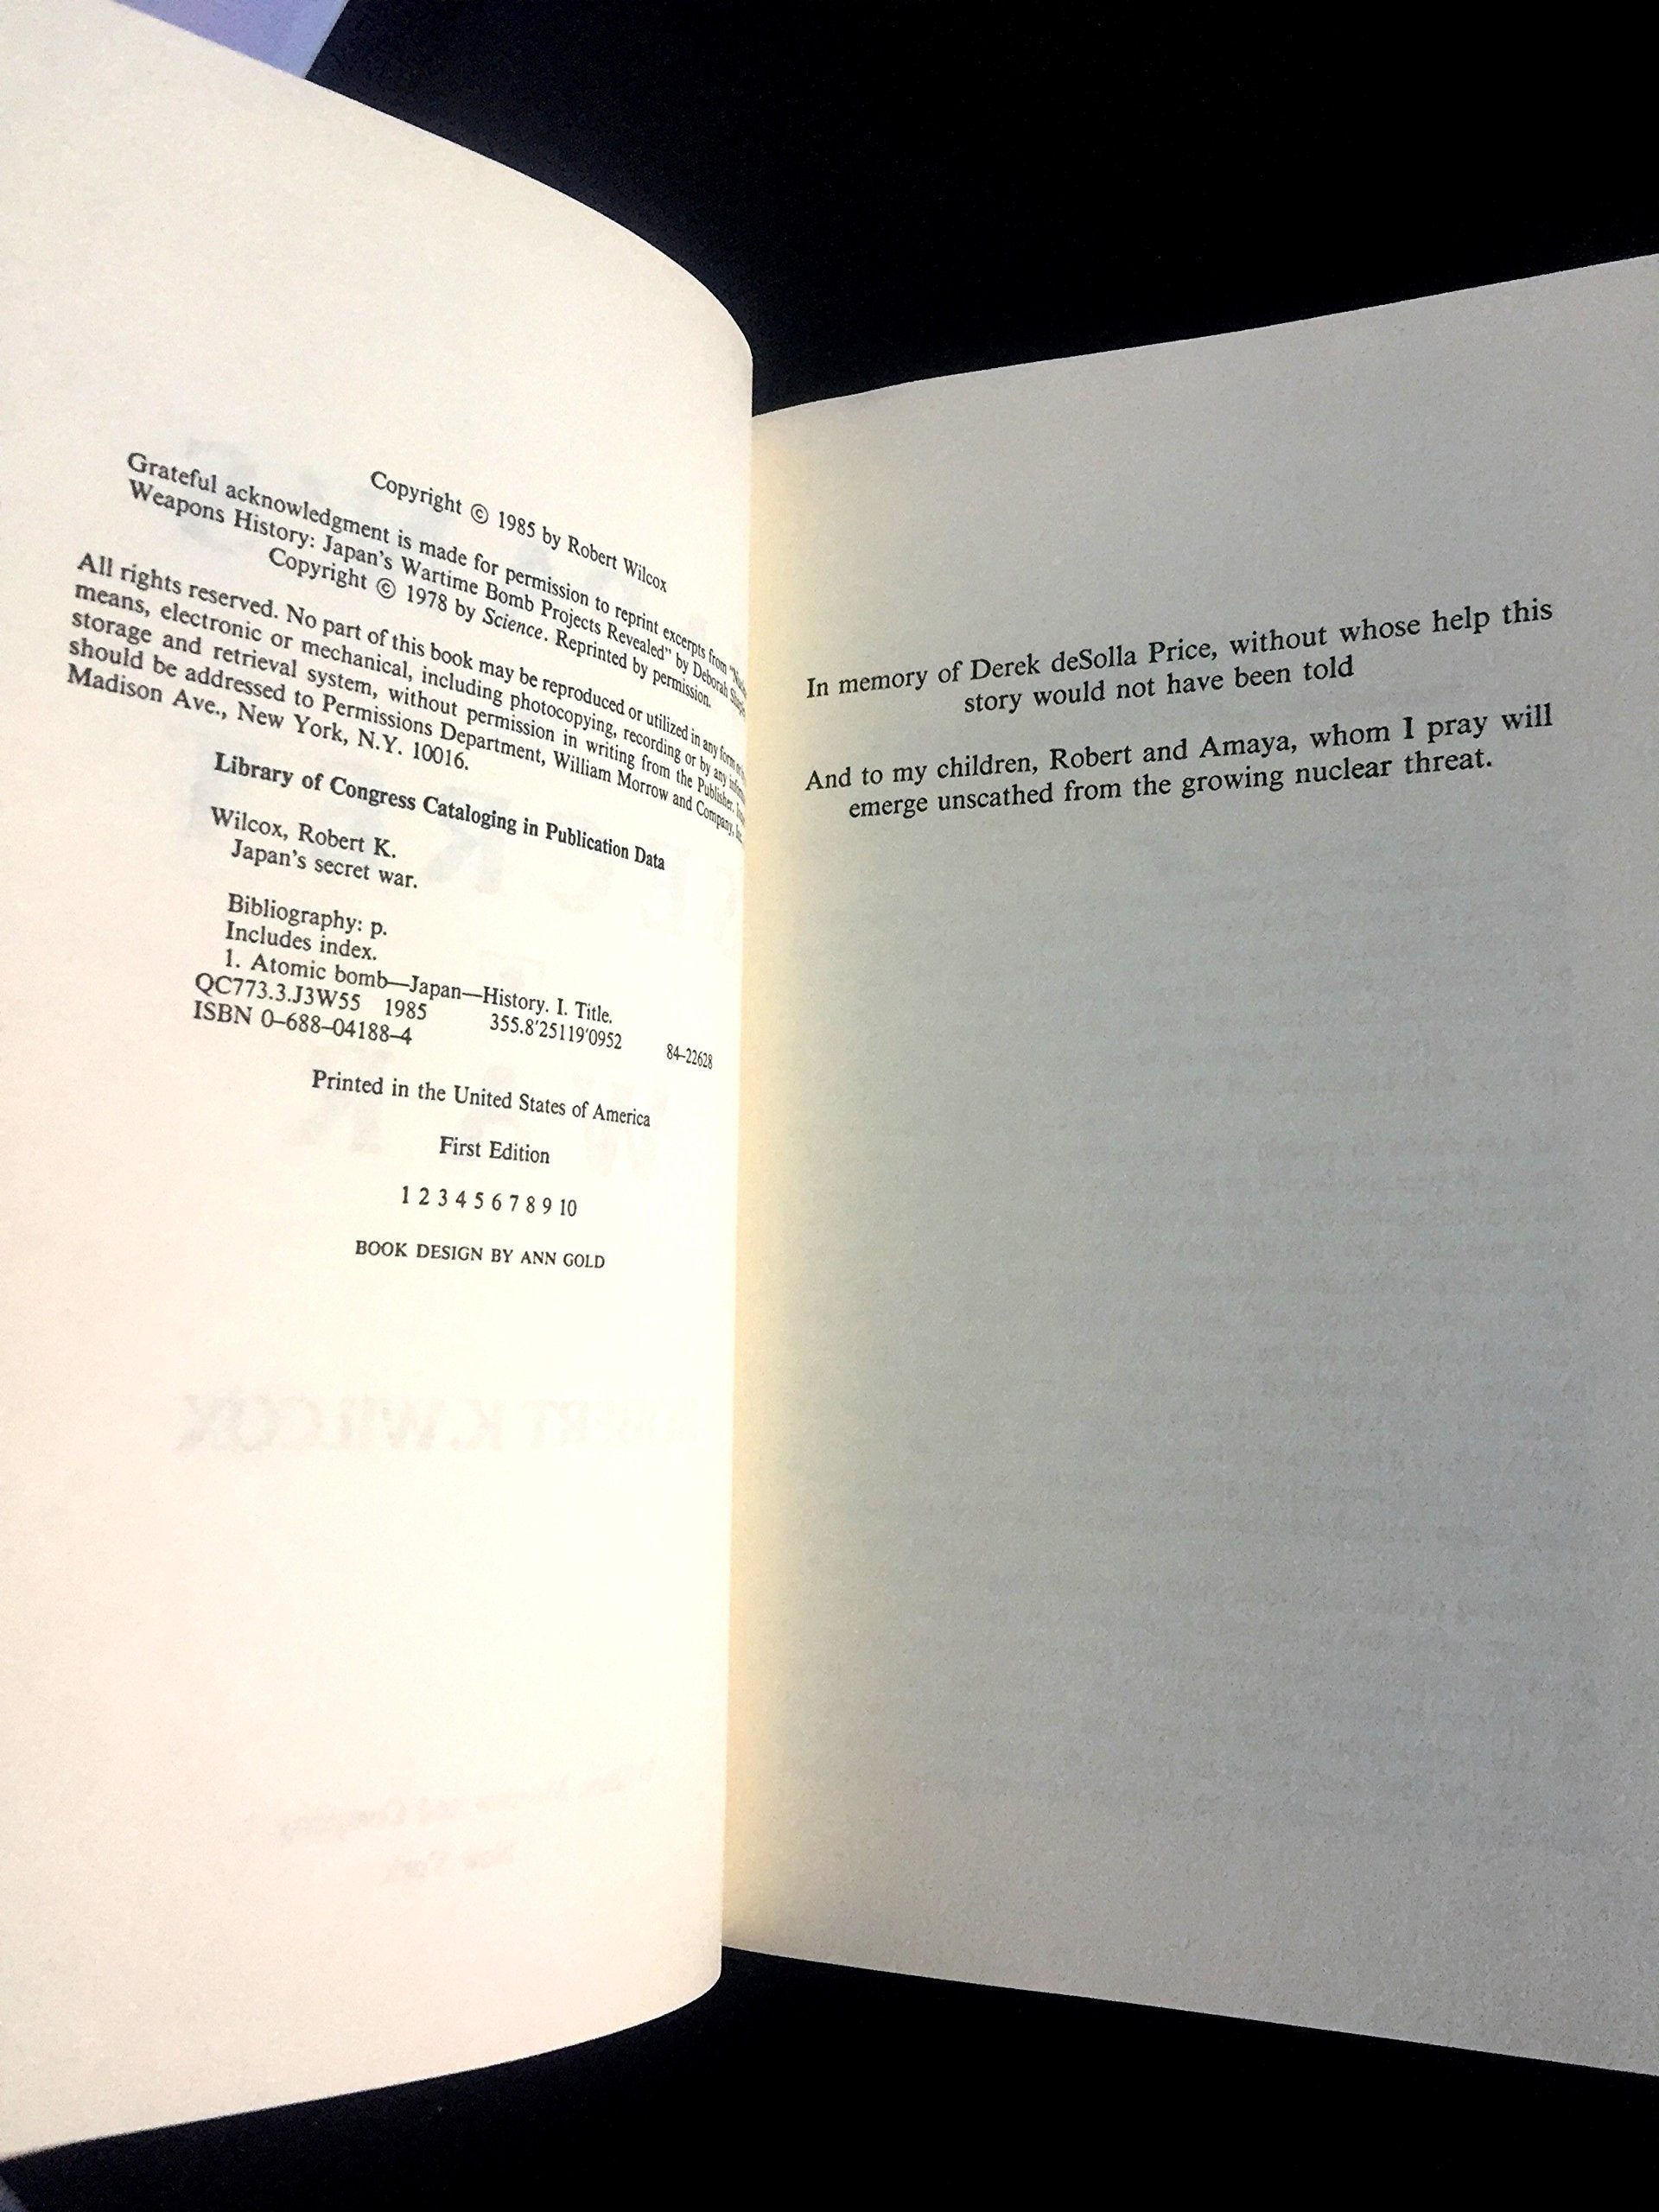 Copyright © 1985 by Robert Wilcox
Grateful acknowledgment is made for permission to reprint excerpts from
Weapons History: Japan's Wartime Bomb Projects Revealed" by Deborah
Copyright © 1978 by Science. Reprinted by permission.
All rights reserved. No part of this book may be reproduced or utilized in any form or
means, electronic or mechanical, including photocopying, recording or by any
storage and retrieval system, without permission in writing from the Publisher.
should be addressed to Permissions Department, William Morrow and Company,
Madison Ave., New York, N.Y. 10016.
Library of Congress Cataloging in Publication Data
Wilcox, Robert K.
Japan's secret war.
Bibliography: p.
Includes index.
1. Atomic bomb—Japan—History. I. Title.
QC773.3.J3W55 1985 355.8'25119'0952 84-22628
ISBN 0-688-04188-4
Printed in the United States of America
First Edition
1 2 3 4 5 6 7 8 9 10
BOOK DESIGN BY ANN GOLD
In memory of Derek deSolla Price, without whose help this
story would not have been told
And to my children, Robert and Amaya, whom I pray will
emerge unscathed from the growing nuclear threat.